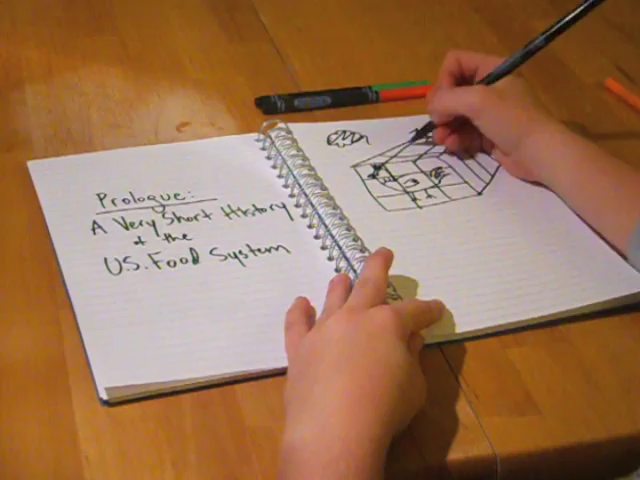 Prologue:
A Very Short History
of the
U.S. Food System